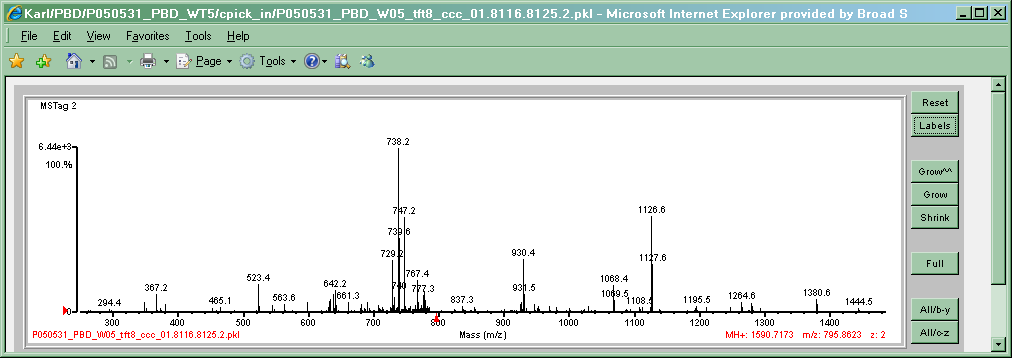 Karl/PBD/P050531_PBD_WT5/cpick_in/P050531_PBD_W05_tft8_ccc_01.8116.8125.2.pkl - Microsoft Internet Explorer provided by Broad S
File Edit View Favorites Tools Help
Page Tools
MSTag 2
Reset
Labels
738.2
6.44e+3
100.%
Grow^^
Grow
Shrink
747.2
1126.6
739.6
729.2
930.4
1127.6
Full
767.4
523.4
642.2
740
1068.4
367.2
777.3
931.5
1069.5
294.4
465.1
563.6
661.3
837.3
1108.5
1195.5
1264.6
1380.6
1444.5
All/b-y
0
300 400 500 600 700 800 900 1000 1100 1200 1300 1400
P050531_PBD_W05_tft8_ccc_01.8116.8125.2.pkl Mass (m/z) MH+: 1590.7173 m/z: 795.8623 z: 2
All/c-z